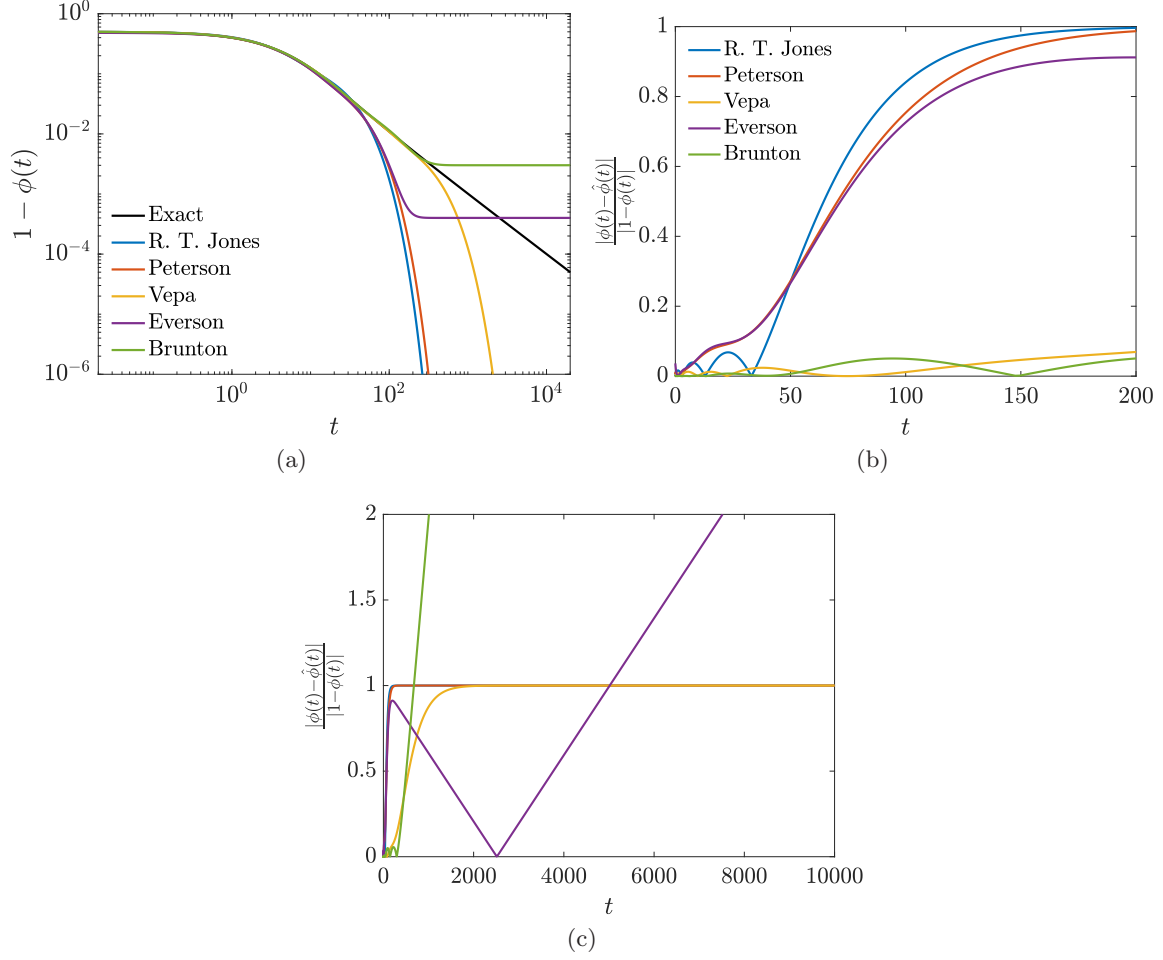 10^0
10^{-2}
10^{-4}
10^{-6}
1 − ϕ(t)
Exact
R. T. Jones
Peterson
Vepa
Everson
Brunton
10^0 10^2 10^4
t
(a)
1
0.8
0.6
0.4
0.2
0
|ϕ(t)−ϕ̂(t)|
|1−ϕ(t)|
R. T. Jones
Peterson
Vepa
Everson
Brunton
0 50 100 150 200
t
(b)
2
1.5
1
0.5
0
|ϕ(t)−ϕ̂(t)|
|1−ϕ(t)|
0 2000 4000 6000 8000 10000
t
(c)